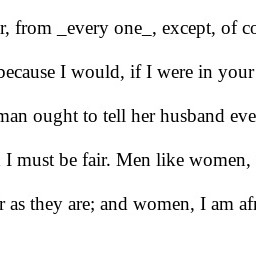 r, from _every one_, except, of co
because I would, if I were in your
man ought to tell her husband eve
I must be fair. Men like women,
r as they are; and women, I am afr